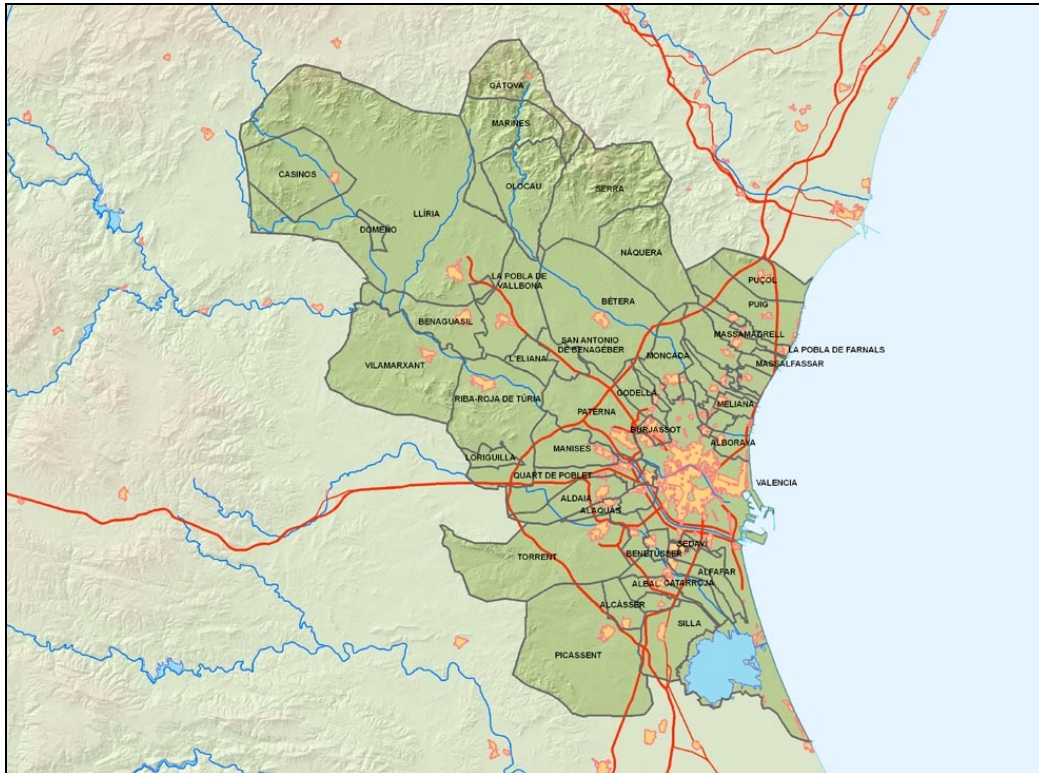 GÁTOVA
MARINES
CASINOS
OLOCAU
SERRA
LLÍRIA
DOMEÑO
NÁQUERA
LA POBLA DE
VALLBONA
PUÇOL
BÉTERA
PUIG
BENAGUASIL
MASSAMAGRELL
SAN ANTONIO
DE BENAGÉBER
LA POBLA DE FARNALS
MONCADA
L'ELIANA
MASSALFASSAR
VILAMARXANT
GODELLA
RIBA-ROJA DE TÚRIA
MELIANA
PATERNA
BURJASSOT
ALBORAYA
MANISES
LORIGUILLA
QUART DE POBLET
VALENCIA
ALDAIA
ALAQUÀS
SEDAVÍ
BENETÚSSER
TORRENT
ALFAFAR
ALBAL
CATARROJA
ALCÀSSER
SILLA
PICASSENT